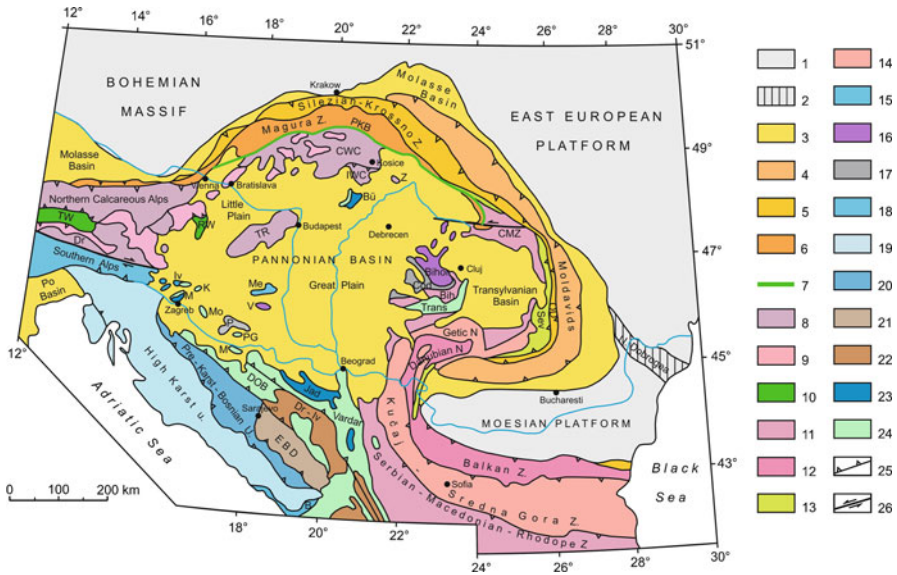 12° 14° 16° 18° 20° 22° 24° 26° 28° 30°
51°
49°
47°
45°
43°
12°
18° 20° 22° 24° 26° 28° 30°
BOHEMIAN
MASSIF
Krakow
Molasse
Basin
EAST EUROPEAN
PLATFORM
Silezian-Krossno Z.
Magura Z.
PKB
CWC
IWC
Kosice
Z
Molasse
Basin
Vienna
Bratislava
Northern Calcareous Alps
Little
Plain
RW
TW
Dr
Southern Alps
Bü
Budapest
Debrecen
TR
PANNONIAN BASIN
Great Plain
CMZ
Bihor
Cluj
Cod
Bih
Trans
Transylvanian
Basin
Moldavids
Sev
Po
Basin
Iv
K
M
Zagreb
Me
V
Mo
PG
M
Getic N
Danubian N
N. Dobrogea
Beograd
Bucharesti
MOESIAN PLATFORM
High Karst u.
Pre-Karst-Bosnian U.
DOB
Jad
Sarajevo
EBD
Dr-Iv
Vardar
Kučaj
Balkan Z.
Sofia
Sredna Gora Z.
Serbian-Macedonian-Rhodope Z
Adriatic Sea
Black
Sea
0 100 200 km
1
2
3
4
5
6
7
8
9
10
11
12
13
14
15
16
17
18
19
20
21
22
23
24
25
26